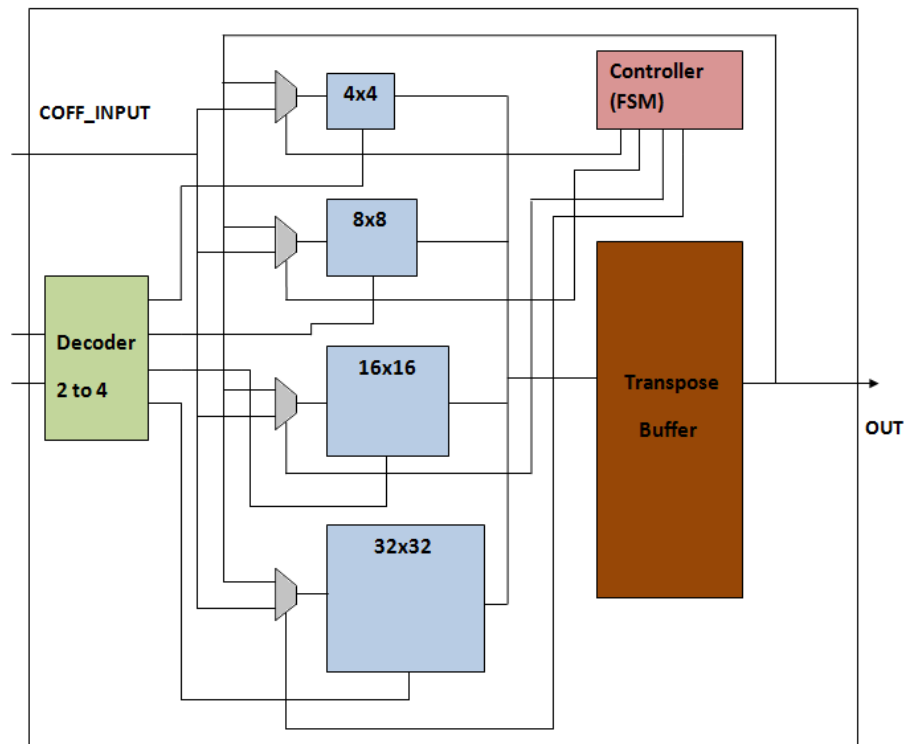 Controller
(FSM)
4x4
COFF_INPUT
8x8
Decoder
2 to 4
16x16
Transpose
Buffer
OUT
32x32